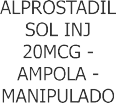 ALPROSTADIL
SOL INJ
20MCG -
AMPOLA -
MANIPULADO